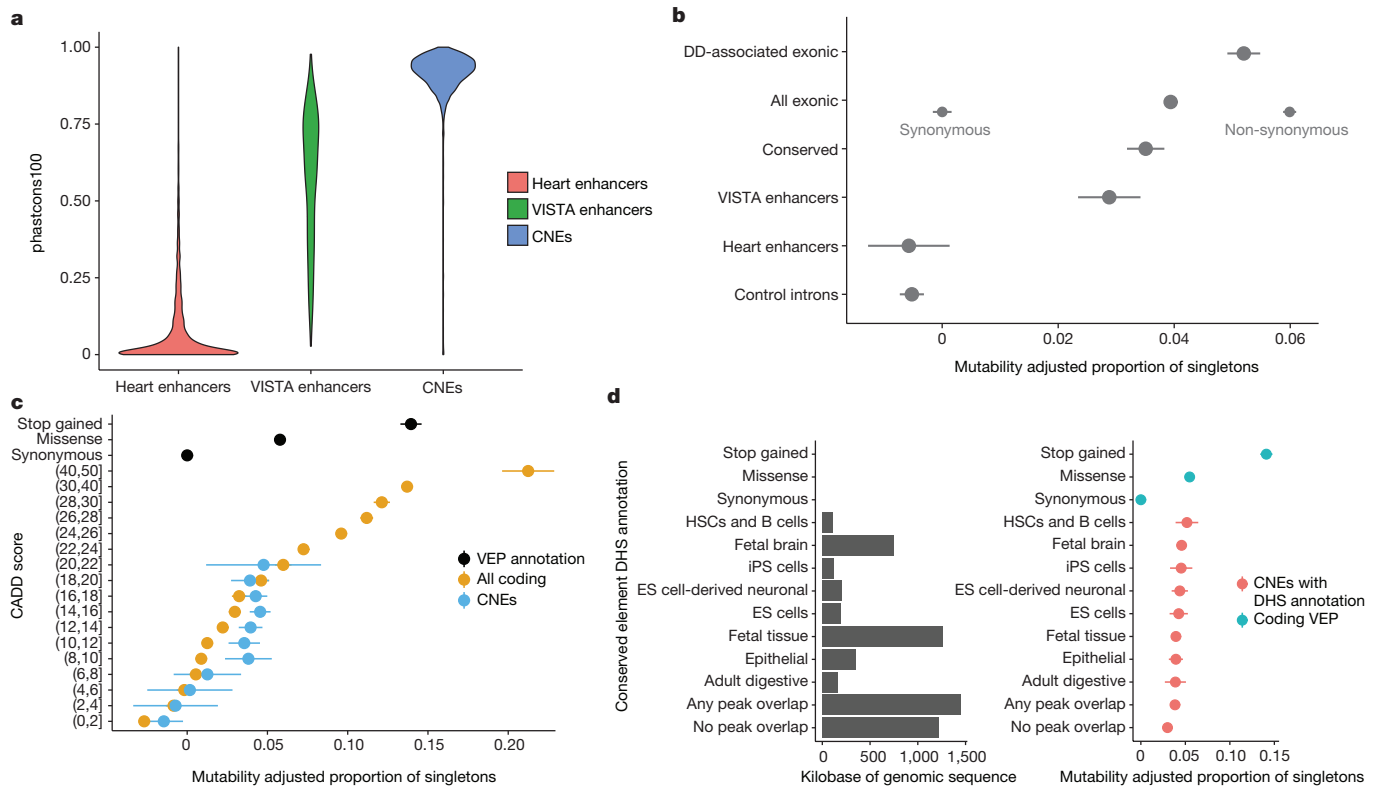 a
1.00
0.75
0.50
0.25
0
phastcons100
Heart enhancers
VISTA enhancers
CNEs
Heart enhancers
VISTA enhancers
CNEs
b
DD-associated exonic
All exonic
Synonymous
Non-synonymous
Conserved
VISTA enhancers
Heart enhancers
Control introns
0
0.02
0.04
0.06
Mutability adjusted proportion of singletons
c
CADD score
Stop gained
Missense
Synonymous
(40,50]
(30,40]
(28,30]
(26,28]
(24,26]
(22,24]
(20,22]
(18,20]
(16,18]
(14,16]
(12,14]
(10,12]
(8,10]
(6,8]
(4,6]
(2,4]
(0,2]
VEP annotation
All coding
CNEs
0
0.05
0.10
0.15
0.20
Mutability adjusted proportion of singletons
d
Conserved element DHS annotation
Stop gained
Missense
Synonymous
HSCs and B cells
Fetal brain
iPS cells
ES cell-derived neuronal
ES cells
Fetal tissue
Epithelial
Adult digestive
Any peak overlap
No peak overlap
0
500
1,000
1,500
Kilobase of genomic sequence
Stop gained
Missense
Synonymous
HSCs and B cells
Fetal brain
iPS cells
ES cell-derived neuronal
ES cells
Fetal tissue
Epithelial
Adult digestive
Any peak overlap
No peak overlap
CNEs with
DHS annotation
Coding VEP
0
0.05
0.10
0.15
Mutability adjusted proportion of singletons